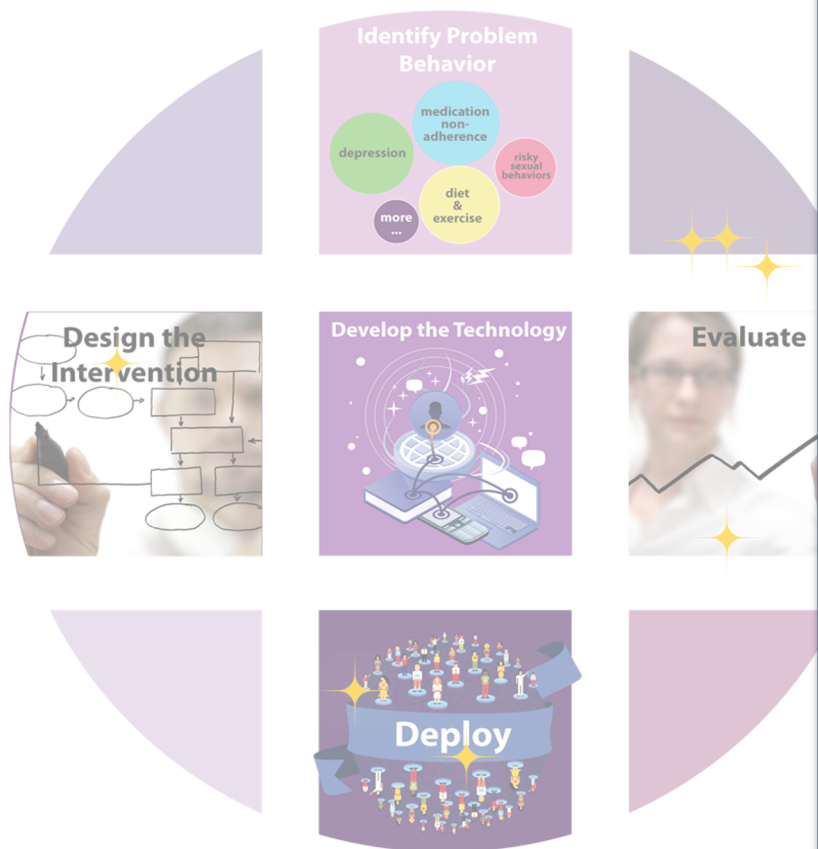 Identify Problem
Behavior
medication
non-
adherence
depression
risky
sexual
behaviors
diet
&
exercise
more
...
Design the
Intervention
Develop the Technology
Evaluate
Deploy